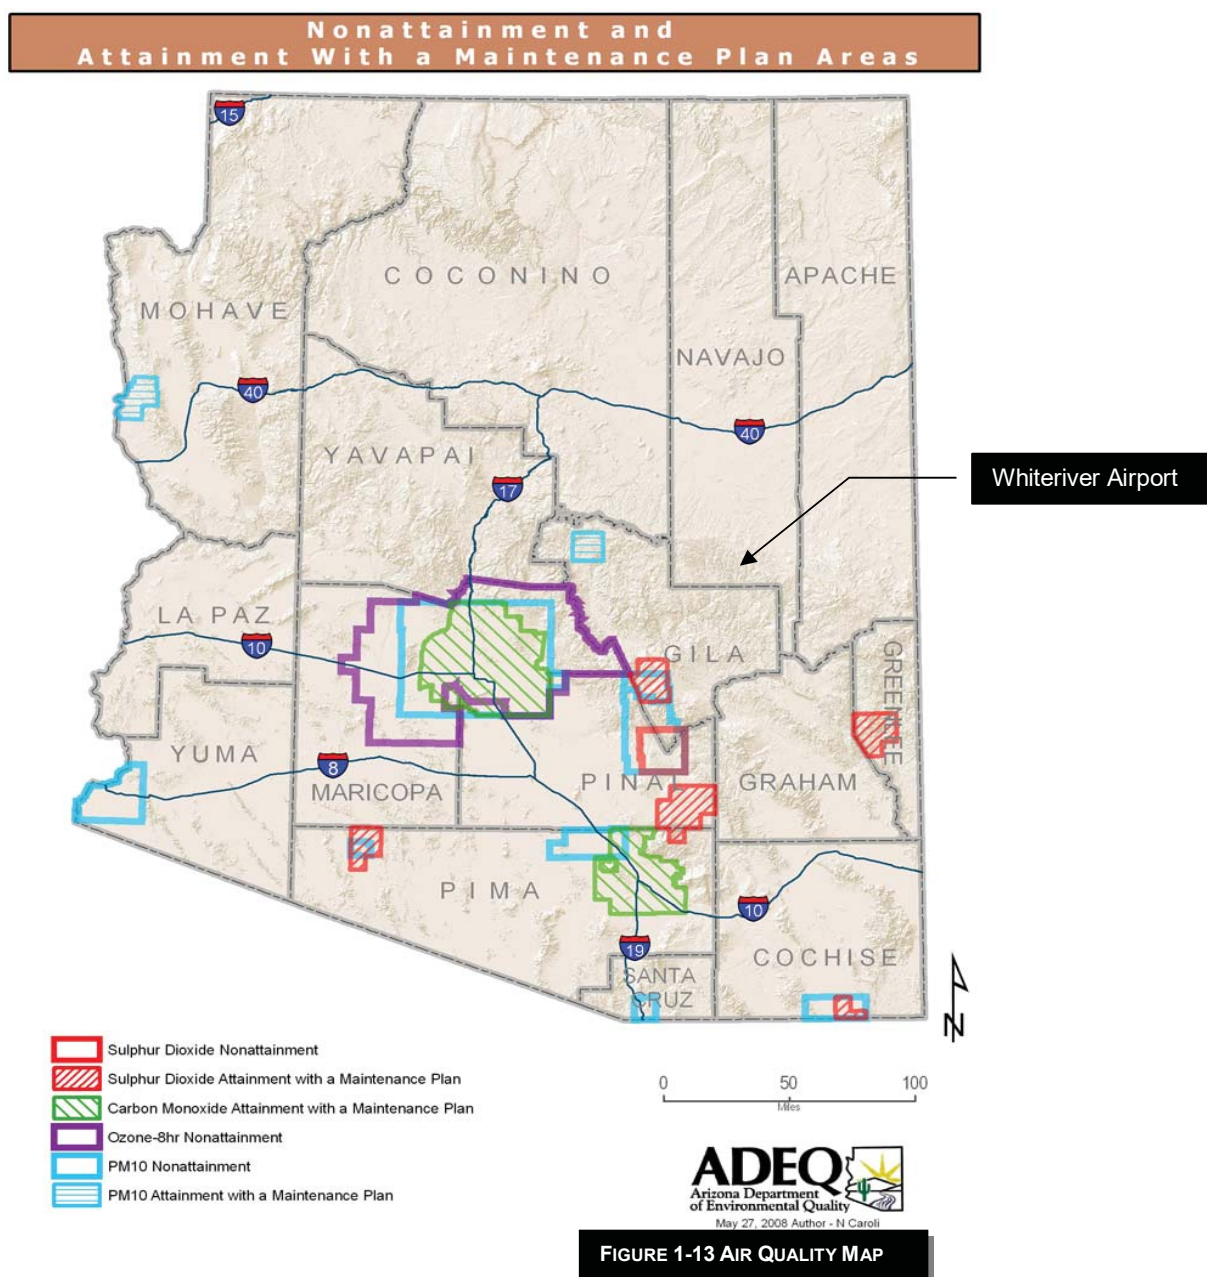 Nonattainment and
Attainment With a Maintenance Plan Areas
15
COCONINO
APACHE
MOHAVE
NAVAJO
40
40
YAVAPAI
17
Whiteriver Airport
LA PAZ
10
GILA
GREENLEE
YUMA
8
MARICOPA
PINAL
GRAHAM
PIMA
10
19
COCHISE
SANTA
CRUZ
N
Sulphur Dioxide Nonattainment
Sulphur Dioxide Attainment with a Maintenance Plan
Carbon Monoxide Attainment with a Maintenance Plan
Ozone-8hr Nonattainment
PM10 Nonattainment
PM10 Attainment with a Maintenance Plan
0 50 100
Miles
ADEQ
Arizona Department
of Environmental Quality
May 27, 2008 Author - N Caroli
FIGURE 1-13 AIR QUALITY MAP